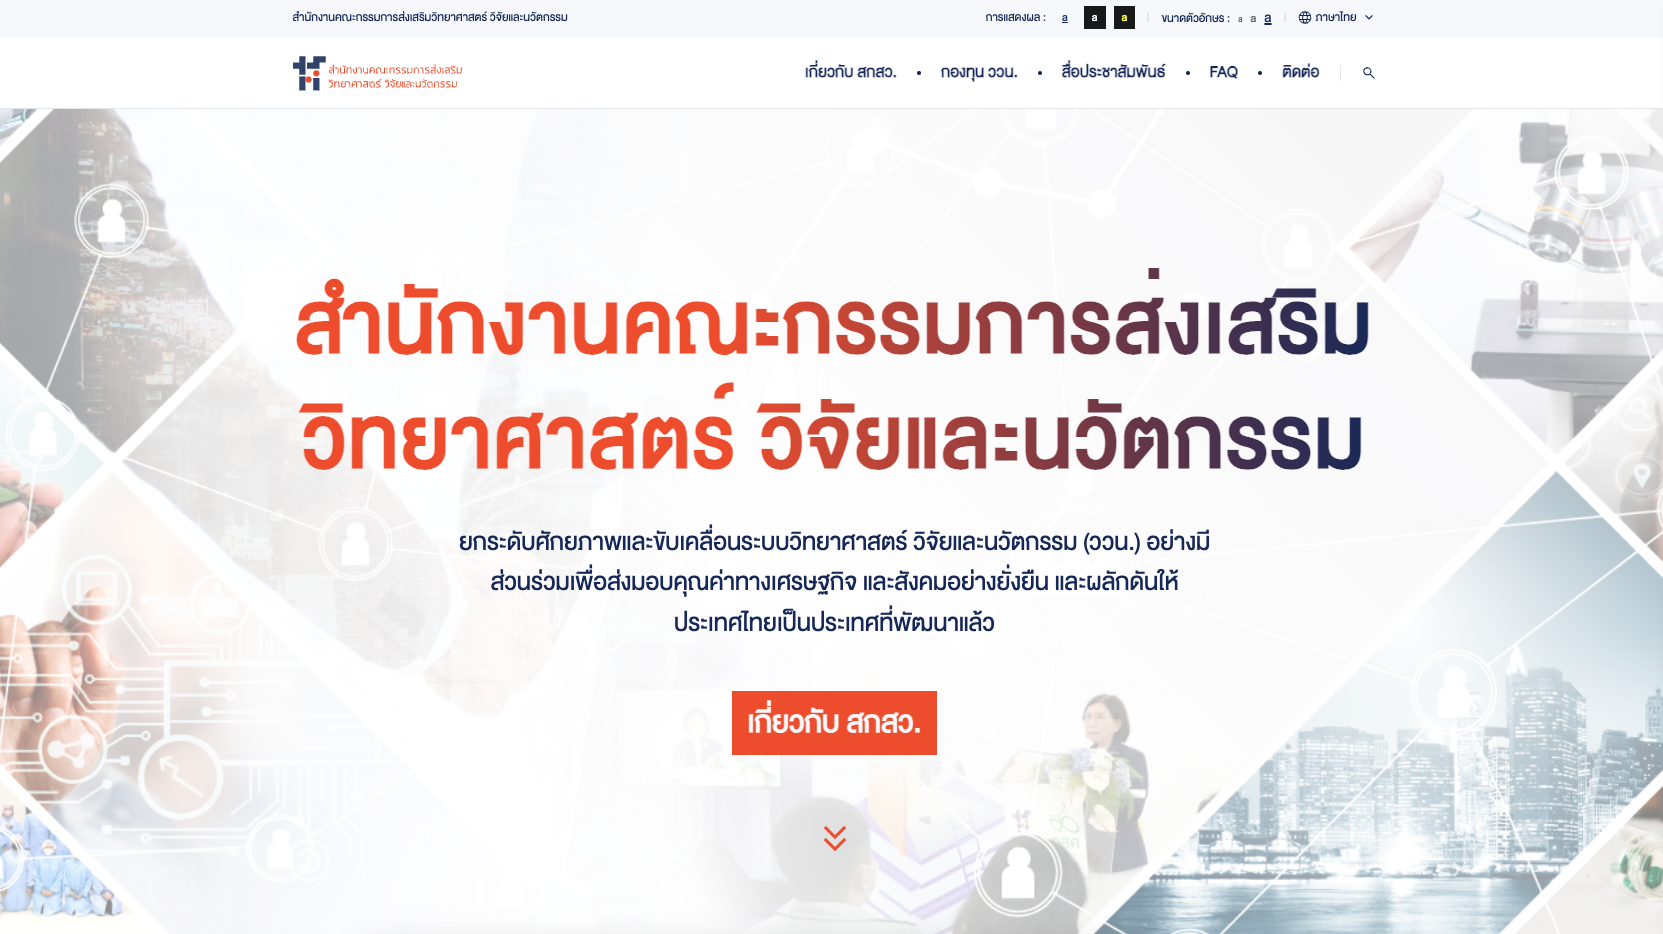 สำนักงานคณะกรรมการส่งเสริมวิทยาศาสตร์ วิจัยและนวัตกรรม
การแสดงผล : a a a ขนาดตัวอักษร : a a a ภาษาไทย
สำนักงานคณะกรรมการส่งเสริม
วิทยาศาสตร์ วิจัยและนวัตกรรม
เกี่ยวกับ สกสว. • กองทุน ววน. • สื่อประชาสัมพันธ์ • FAQ • ติดต่อ
สำนักงานคณะกรรมการส่งเสริม
วิทยาศาสตร์ วิจัยและนวัตกรรม
ยกระดับศักยภาพและขับเคลื่อนระบบวิทยาศาสตร์ วิจัยและนวัตกรรม (ววน.) อย่างมี
ส่วนร่วมเพื่อส่งมอบคุณค่าทางเศรษฐกิจ และสังคมอย่างยั่งยืน และผลักดันให้
ประเทศไทยเป็นประเทศที่พัฒนาแล้ว
เกี่ยวกับ สกสว.